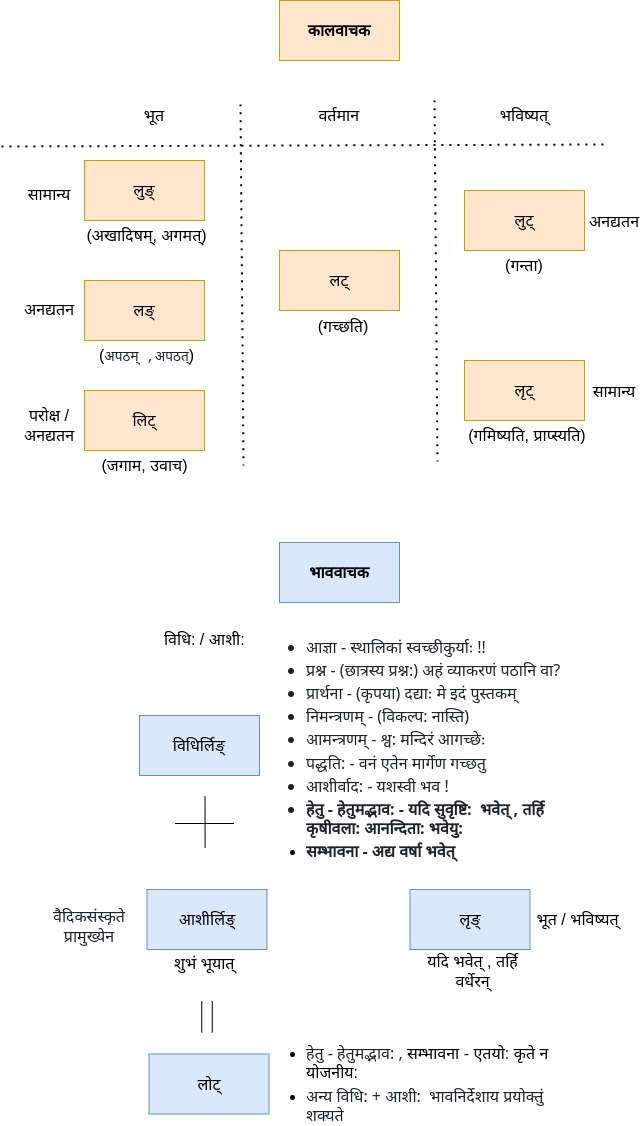 कालवाचक
भूत
वर्तमान
भविष्यत्
सामान्य
लुङ्
(अखादिषम्, अगमत्)
लुट्
अनद्यतन
(गन्ता)
लट्
(गच्छति)
अनद्यतन
लङ्
(अपठम् , अपठत्)
परोक्ष /
अनद्यतन
लिट्
(जगाम, उवाच)
लृट्
सामान्य
(गमिष्यति, प्राप्स्यति)
भाववाचक
विधि: / आशी:
विधिर्लिङ्
आज्ञा - स्थालिकां स्वच्छीकुर्याः !!
प्रश्न - (छात्रस्य प्रश्न:) अहं व्याकरणं पठानि वा?
प्रार्थना - (कृपया) दद्याः मे इदं पुस्तकम्
निमन्त्रणम् - (विकल्प: नास्ति)
आमन्त्रणम् - श्व: मन्दिरं आगच्छेः
पद्धति: - वनं एतेन मार्गेण गच्छतु
आशीर्वाद: - यशस्वी भव !
हेतु - हेतुमद्भाव: - यदि सुवृष्टि: भवेत् , तर्हि
कृषीवला: आनन्दिता: भवेयु:
सम्भावना - अद्य वर्षा भवेत्
वैदिकसंस्कृते
प्रामुख्येन
आशीर्लिङ्
शुभं भूयात्
लृङ्
भूत / भविष्यत्
यदि भवेत् , तर्हि
वर्धेरन्
लोट्
हेतु - हेतुमद्भाव: , सम्भावना - एतयो: कृते न
योजनीय:
अन्य विधि: + आशी: भावनिर्देशाय प्रयोक्तुं
शक्यते